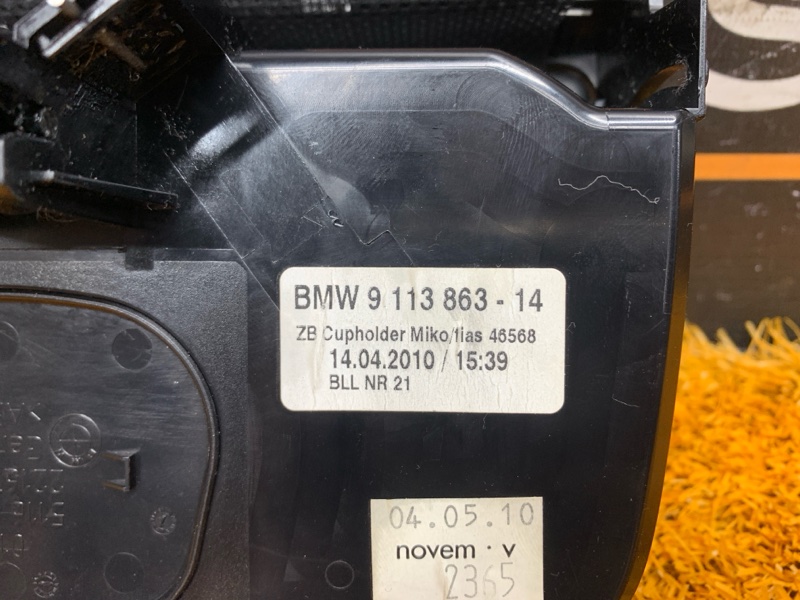 BMW 9 113 863 - 14
ZB Cupholder Miko/fias 46568
14.04.2010 / 15:39
BLL NR 21
04.05.10
novem · v
2365